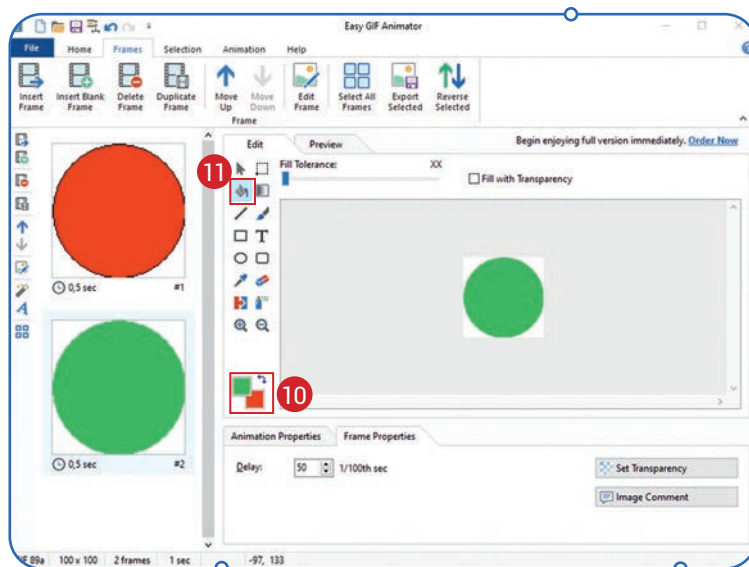 Easy GIF Animator
File Home Frames Selection Animation Help
Insert Frame
Insert Blank Frame
Delete Frame
Duplicate Frame
Move Up
Move Down
Edit Frame
Select All Frames
Export Selected
Reverse Selected
Frame
Edit Preview
Begin enjoying full version immediately. Order Now
11
Fill Tolerance: XX
Fill with Transparency
T
0,5 sec #1
A
10
0,5 sec #2
Animation Properties Frame Properties
Delay: 50 1/100th sec
Set Transparency
Image Comment
89a 100 x 100 2 frames 1 sec -97, 133